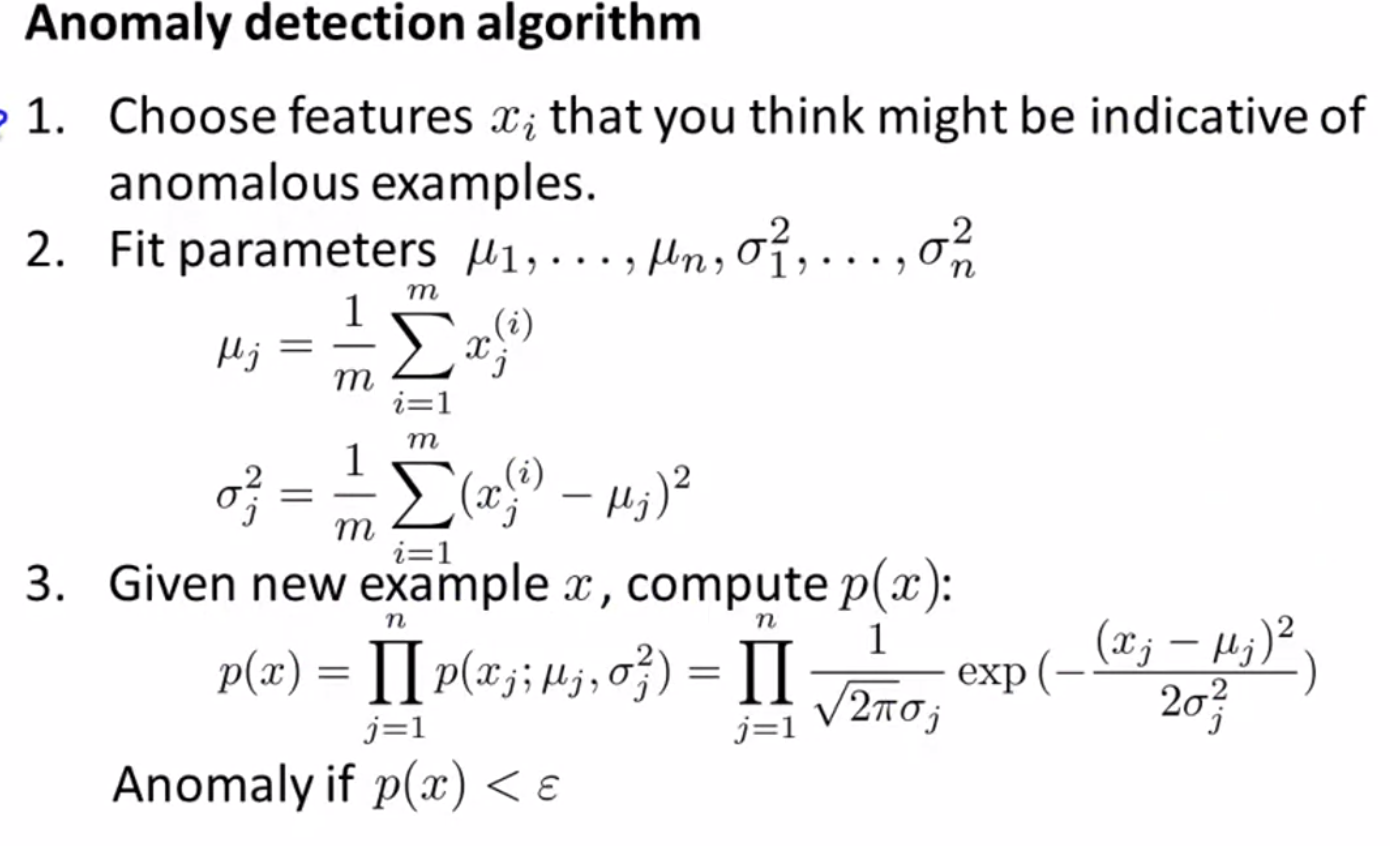 Anomaly detection algorithm
1. Choose features $x_i$ that you think might be indicative of
anomalous examples.
2. Fit parameters $\mu_1, \ldots, \mu_n, \sigma_1^2, \ldots, \sigma_n^2$
$\mu_j = \frac{1}{m} \sum_{i=1}^{m} x_j^{(i)}$
$\sigma_j^2 = \frac{1}{m} \sum_{i=1}^{m} (x_j^{(i)} - \mu_j)^2$
3. Given new example $x$, compute $p(x)$:
$p(x) = \prod_{j=1}^{n} p(x_j; \mu_j, \sigma_j^2) = \prod_{j=1}^{n} \frac{1}{\sqrt{2\pi}\sigma_j} \exp\left(-\frac{(x_j - \mu_j)^2}{2\sigma_j^2}\right)$
Anomaly if $p(x) < \varepsilon$